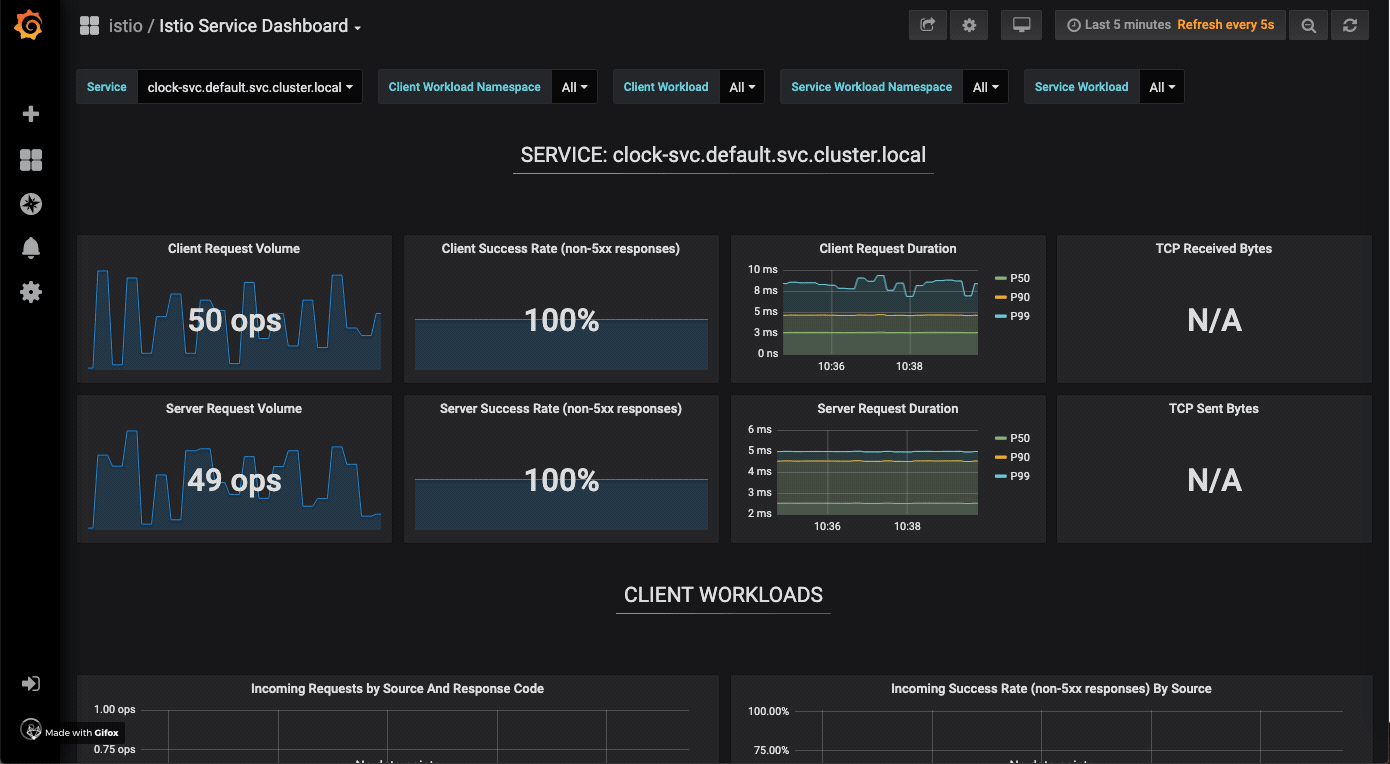 istio / Istio Service Dashboard
Last 5 minutes Refresh every 5s
Service clock-svc.default.svc.cluster.local Client Workload Namespace All Client Workload All Service Workload Namespace All Service Workload All
SERVICE: clock-svc.default.svc.cluster.local
Client Request Volume
50 ops
Client Success Rate (non-5xx responses)
100%
Client Request Duration
10 ms
8 ms
5 ms
3 ms
0 ns
10:36 10:38
P50
P90
P99
TCP Received Bytes
N/A
Server Request Volume
49 ops
Server Success Rate (non-5xx responses)
100%
Server Request Duration
6 ms
5 ms
4 ms
3 ms
2 ms
10:36 10:38
P50
P90
P99
TCP Sent Bytes
N/A
CLIENT WORKLOADS
Incoming Requests by Source And Response Code
1.00 ops
0.75 ops
Incoming Success Rate (non-5xx responses) By Source
100.00%
75.00%
Made with Gifox